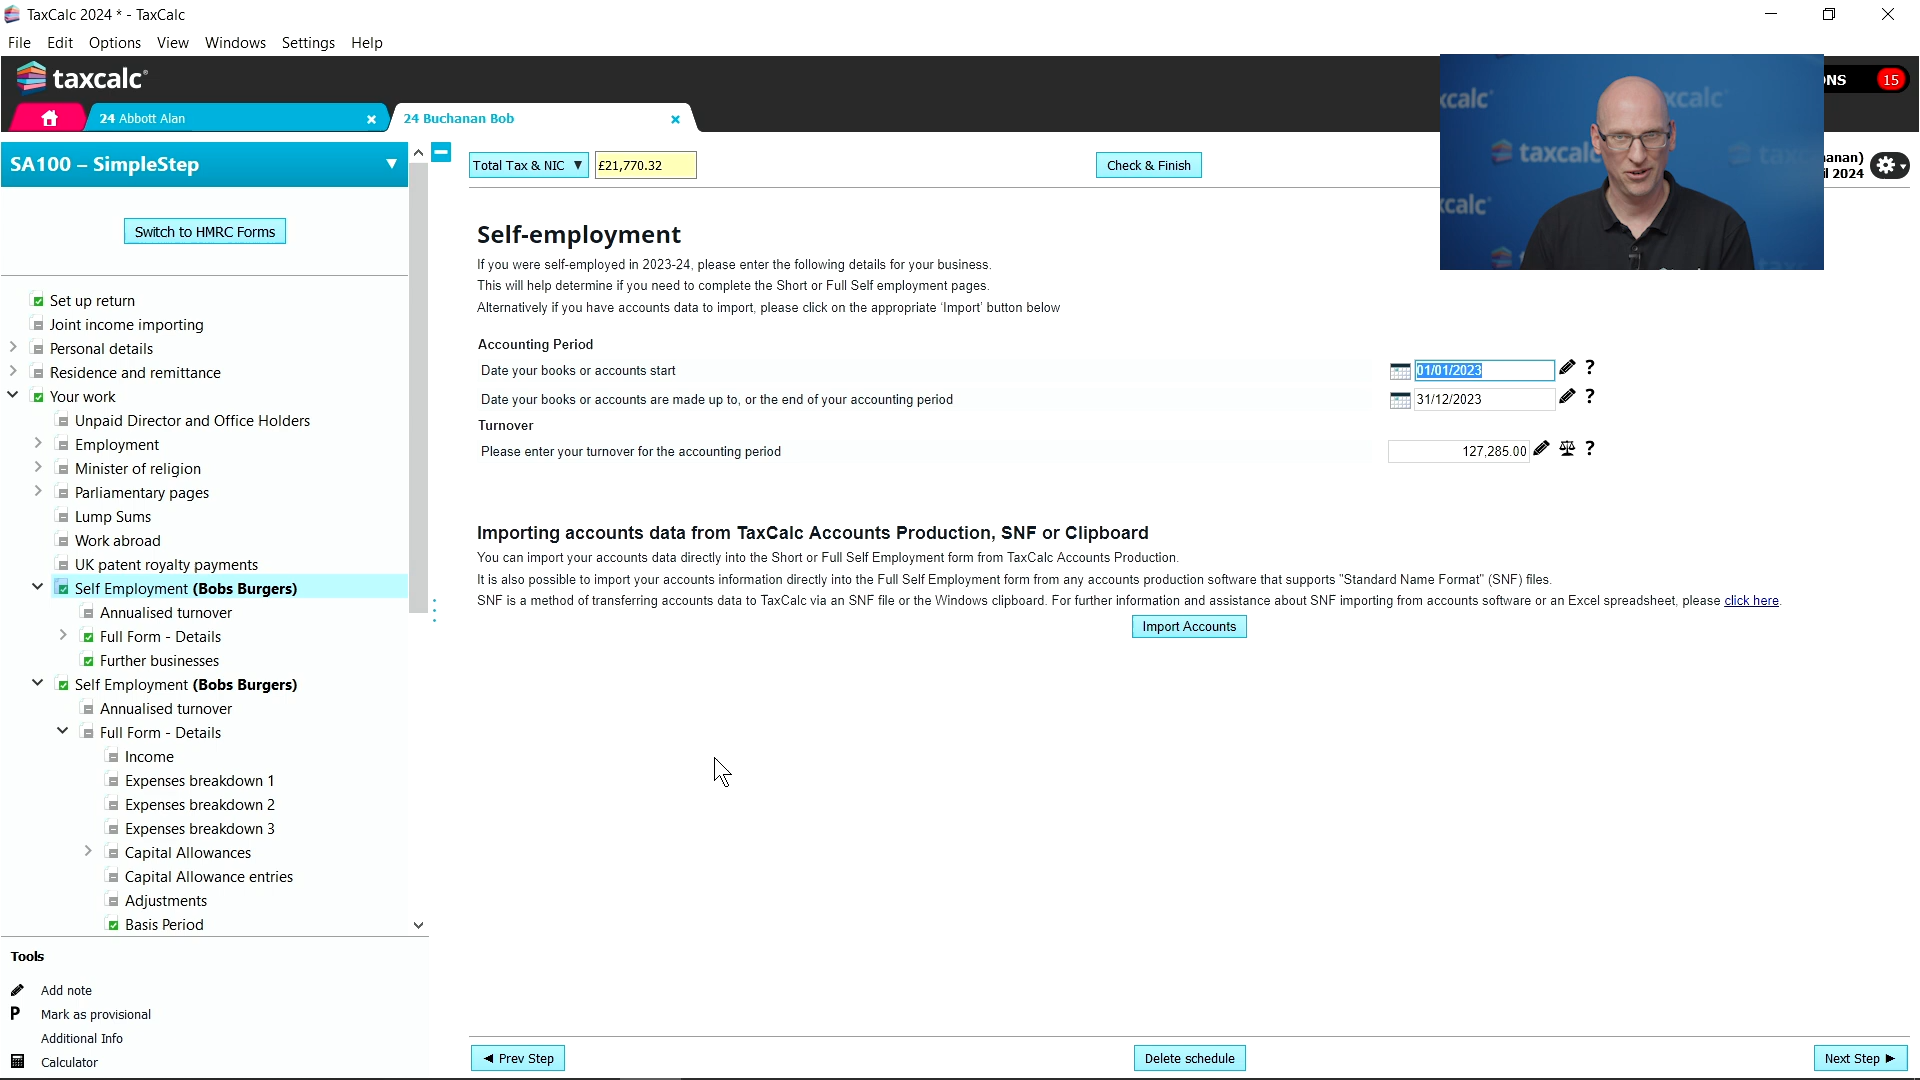 TaxCalc 2024 * - TaxCalc
File Edit Options View Windows Settings Help
taxcalc
NS 15
24 Abbott Alan x
24 Buchanan Bob x
SA100 – SimpleStep
Total Tax & NIC ▼ £21,770.32
Check & Finish
anan)
il 2024
Switch to HMRC Forms
Set up return
Joint income importing
Personal details
Residence and remittance
Your work
Unpaid Director and Office Holders
Employment
Minister of religion
Parliamentary pages
Lump Sums
Work abroad
UK patent royalty payments
Self Employment (Bobs Burgers)
Annualised turnover
Full Form - Details
Further businesses
Self Employment (Bobs Burgers)
Annualised turnover
Full Form - Details
Income
Expenses breakdown 1
Expenses breakdown 2
Expenses breakdown 3
Capital Allowances
Capital Allowance entries
Adjustments
Basis Period
Tools
Add note
P Mark as provisional
Additional Info
Calculator
Self-employment
If you were self-employed in 2023-24, please enter the following details for your business.
This will help determine if you need to complete the Short or Full Self employment pages.
Alternatively if you have accounts data to import, please click on the appropriate 'Import' button below
Accounting Period
Date your books or accounts start 01/01/2023 ?
Date your books or accounts are made up to, or the end of your accounting period 31/12/2023 ?
Turnover
Please enter your turnover for the accounting period 127,285.00 ?
Importing accounts data from TaxCalc Accounts Production, SNF or Clipboard
You can import your accounts data directly into the Short or Full Self Employment form from TaxCalc Accounts Production.
It is also possible to import your accounts information directly into the Full Self Employment form from any accounts production software that supports "Standard Name Format" (SNF) files.
SNF is a method of transferring accounts data to TaxCalc via an SNF file or the Windows clipboard. For further information and assistance about SNF importing from accounts software or an Excel spreadsheet, please click here.
Import Accounts
◄ Prev Step
Delete schedule
Next Step ►
xcalc
xcalc
taxcalc
taxc
xcalc